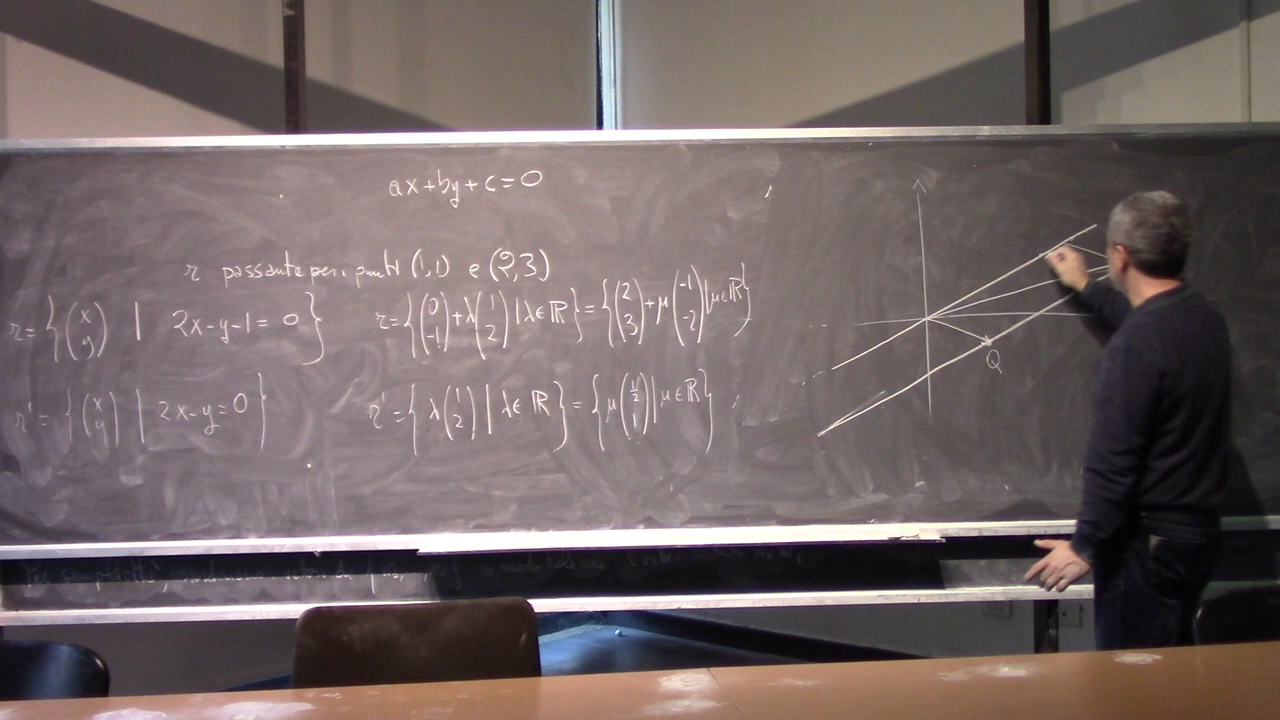 ax+by+c=0
r passante per i punti (1,1) e (2,3)
r={(x y) | 2x-y-1=0} r={(0 -1)+λ(1 2)|λ∈ℝ}={(2 3)+μ(-1 -2)|μ∈ℝ}
r'={(x y) | 2x-y=0} r'={λ(1 2)|λ∈ℝ}={μ(1/2 1)|μ∈ℝ}
Q